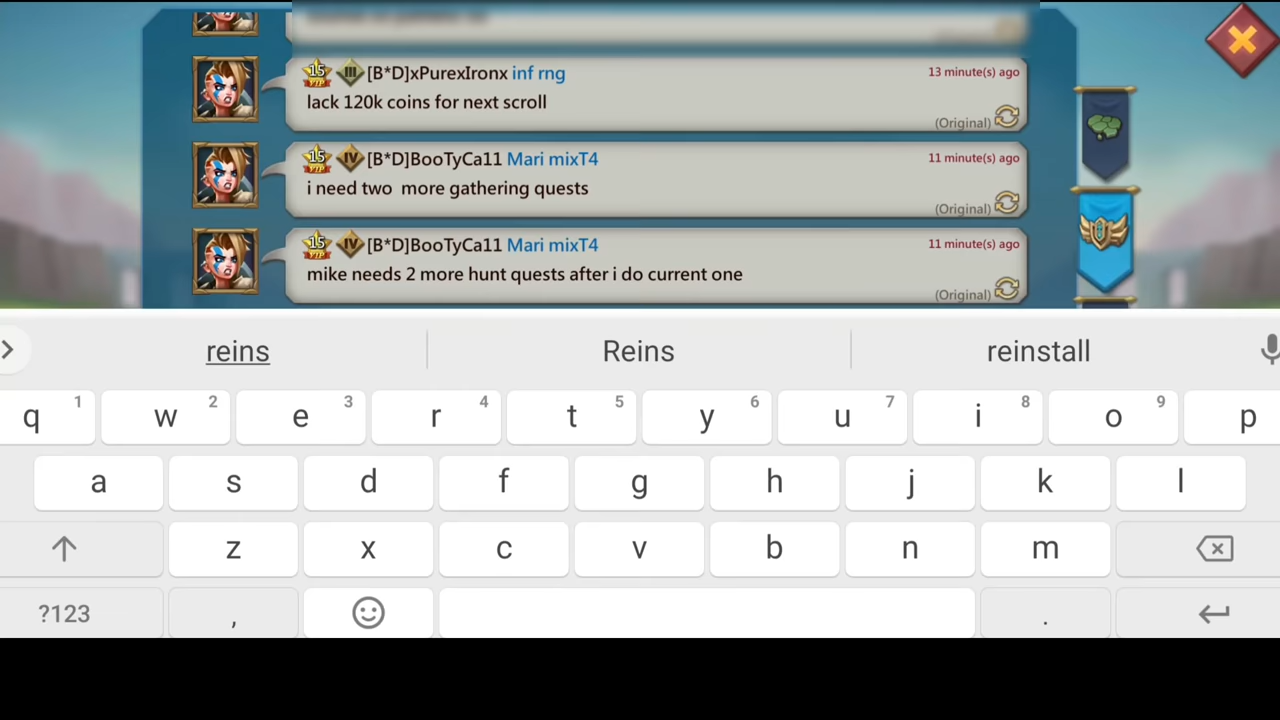 15 VIP III [B*D]xPurexIronx inf rng 13 minute(s) ago
lack 120k coins for next scroll
(Original)
15 VIP IV [B*D]BooTyCa11 Mari mixT4 11 minute(s) ago
i need two  more gathering quests
(Original)
15 VIP IV [B*D]BooTyCa11 Mari mixT4 11 minute(s) ago
mike needs 2 more hunt quests after i do current one
(Original)
reins Reins reinstall
q 1 w 2 e 3 r 4 t 5 y 6 u 7 i 8 o 9 p
a s d f g h j k l
z x c v b n m
?123 , .